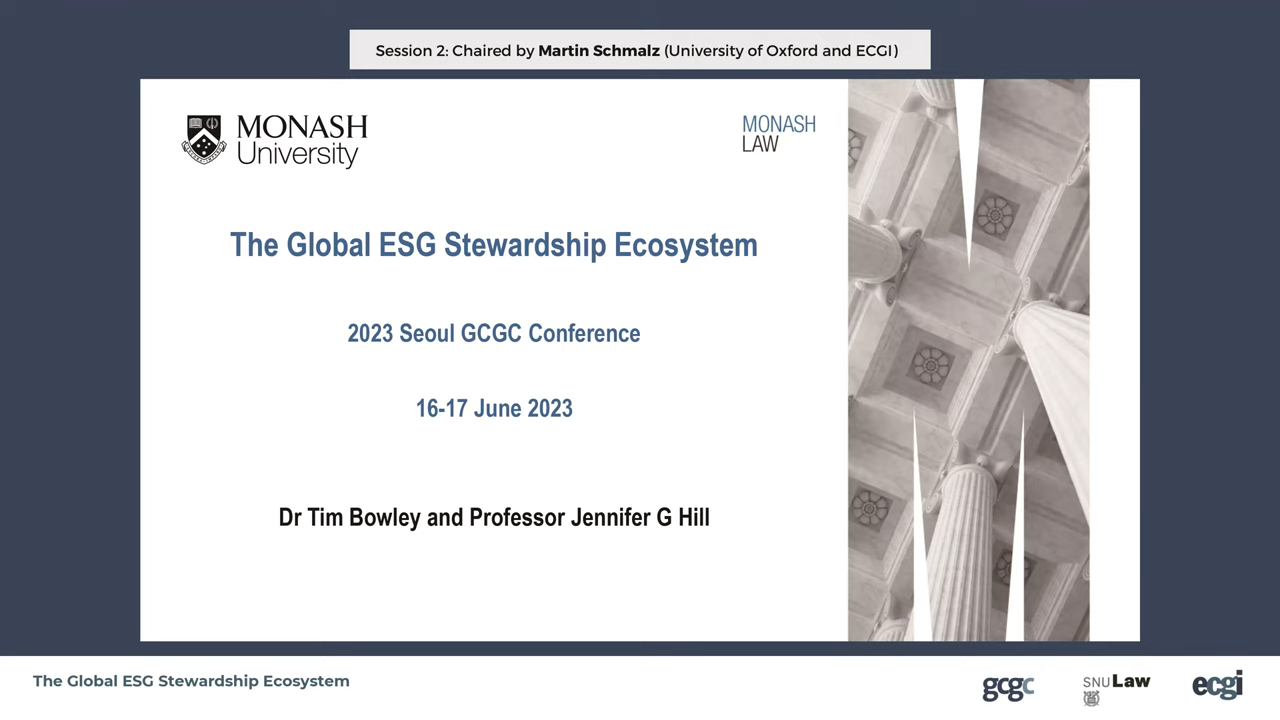 Session 2: Chaired by Martin Schmalz (University of Oxford and ECGI)
MONASH
University
MONASH
LAW
The Global ESG Stewardship Ecosystem
2023 Seoul GCGC Conference
16-17 June 2023
Dr Tim Bowley and Professor Jennifer G Hill
The Global ESG Stewardship Ecosystem
gcgc
SNU Law
ecgi